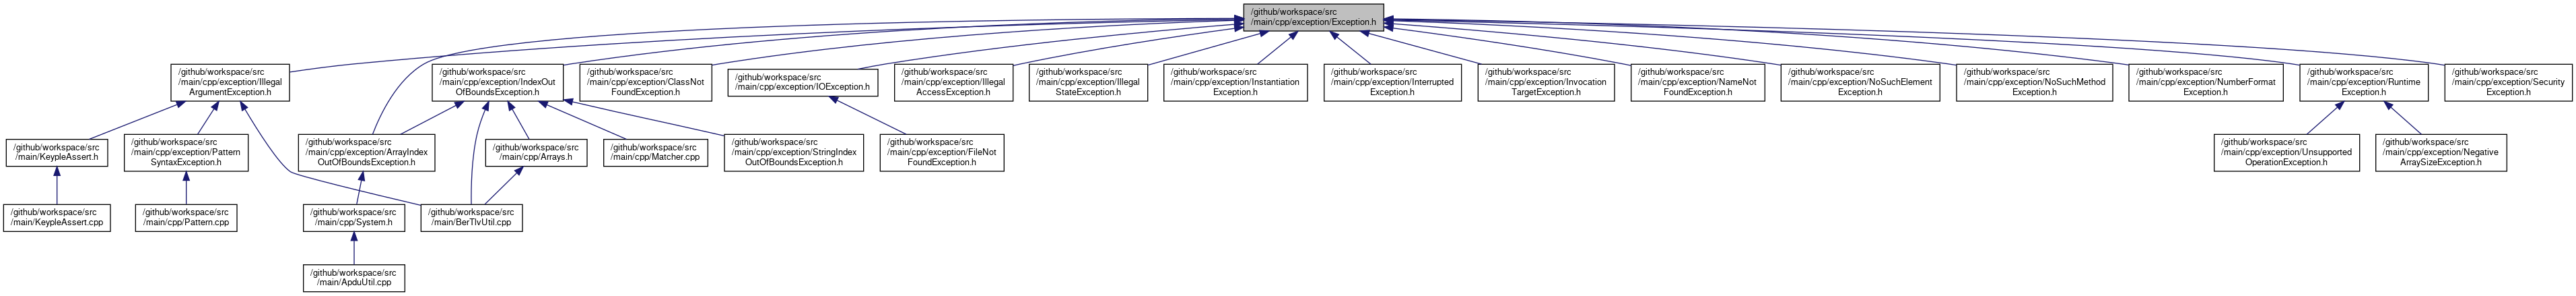 /github/workspace/src
/main/cpp/exception/Exception.h
/github/workspace/src
/main/cpp/exception/Illegal
ArgumentException.h
/github/workspace/src
/main/cpp/exception/IndexOut
OfBoundsException.h
/github/workspace/src
/main/cpp/exception/ClassNot
FoundException.h
/github/workspace/src
/main/cpp/exception/IOException.h
/github/workspace/src
/main/cpp/exception/Illegal
AccessException.h
/github/workspace/src
/main/cpp/exception/Illegal
StateException.h
/github/workspace/src
/main/cpp/exception/Instantiation
Exception.h
/github/workspace/src
/main/cpp/exception/Interrupted
Exception.h
/github/workspace/src
/main/cpp/exception/Invocation
TargetException.h
/github/workspace/src
/main/cpp/exception/NameNot
FoundException.h
/github/workspace/src
/main/cpp/exception/NoSuchElement
Exception.h
/github/workspace/src
/main/cpp/exception/NoSuchMethod
Exception.h
/github/workspace/src
/main/cpp/exception/NumberFormat
Exception.h
/github/workspace/src
/main/cpp/exception/Runtime
Exception.h
/github/workspace/src
/main/cpp/exception/Security
Exception.h
/github/workspace/src
/main/KeypleAssert.h
/github/workspace/src
/main/cpp/exception/Pattern
SyntaxException.h
/github/workspace/src
/main/cpp/exception/ArrayIndex
OutOfBoundsException.h
/github/workspace/src
/main/cpp/Arrays.h
/github/workspace/src
/main/cpp/Matcher.cpp
/github/workspace/src
/main/cpp/exception/StringIndex
OutOfBoundsException.h
/github/workspace/src
/main/cpp/exception/FileNot
FoundException.h
/github/workspace/src
/main/cpp/exception/Unsupported
OperationException.h
/github/workspace/src
/main/cpp/exception/Negative
ArraySizeException.h
/github/workspace/src
/main/KeypleAssert.cpp
/github/workspace/src
/main/cpp/Pattern.cpp
/github/workspace/src
/main/cpp/System.h
/github/workspace/src
/main/BerTlvUtil.cpp
/github/workspace/src
/main/ApduUtil.cpp